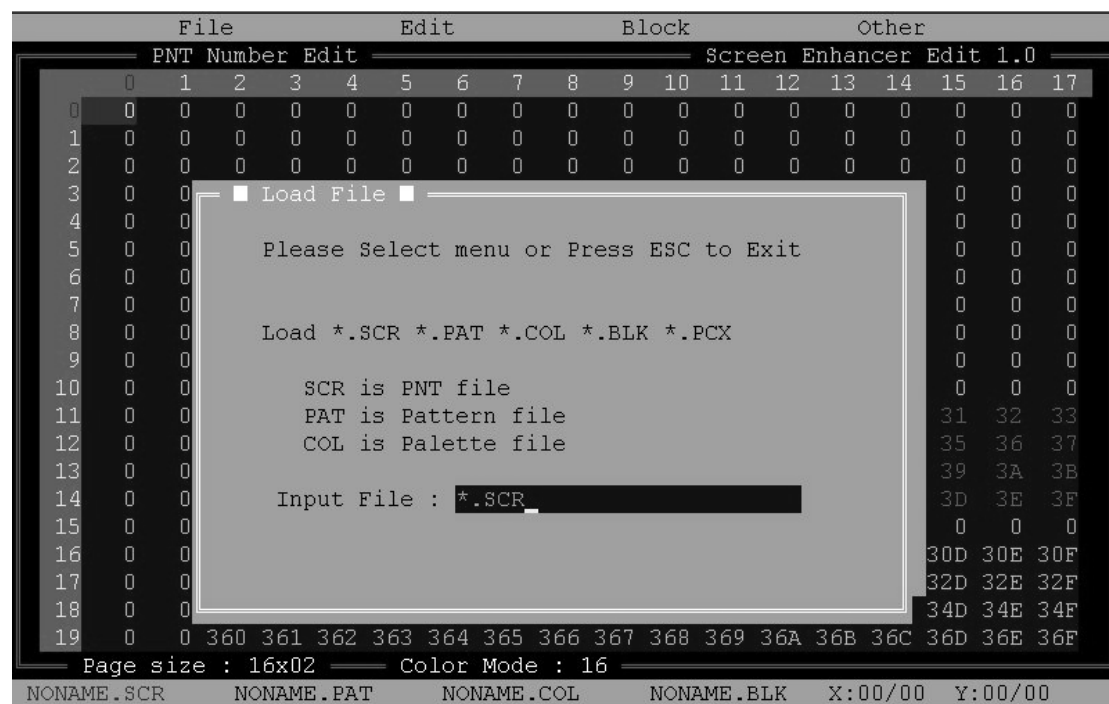 File Edit Block Other
PNT Number Edit Screen Enhancer Edit 1.0
0 1 2 3 4 5 6 7 8 9 10 11 12 13 14 15 16 17
0 0 0 0 0 0 0 0 0 0 0 0 0 0 0 0 0 0 0
1 0 0 0 0 0 0 0 0 0 0 0 0 0 0 0 0 0 0
2 0 0 0 0 0 0 0 0 0 0 0 0 0 0 0 0 0 0
3 0 0 ■ Load File ■ 0 0 0
4 0 0 0 0 0
5 0 0 Please Select menu or Press ESC to Exit 0 0 0
6 0 0 0 0 0
7 0 0 0 0 0
8 0 0 Load *.SCR *.PAT *.COL *.BLK *.PCX 0 0 0
9 0 0 0 0 0
10 0 0 SCR is PNT file 0 0 0
11 0 0 PAT is Pattern file 31 32 33
12 0 0 COL is Palette file 35 36 37
13 0 0 39 3A 3B
14 0 0 Input File : *.SCR_ 3D 3E 3F
15 0 0 0 0 0
16 0 0 30D 30E 30F
17 0 0 32D 32E 32F
18 0 0 34D 34E 34F
19 0 0 360 361 362 363 364 365 366 367 368 369 36A 36B 36C 36D 36E 36F
Page size : 16x02 Color Mode : 16
NONAME.SCR NONAME.PAT NONAME.COL NONAME.BLK X:00/00 Y:00/00